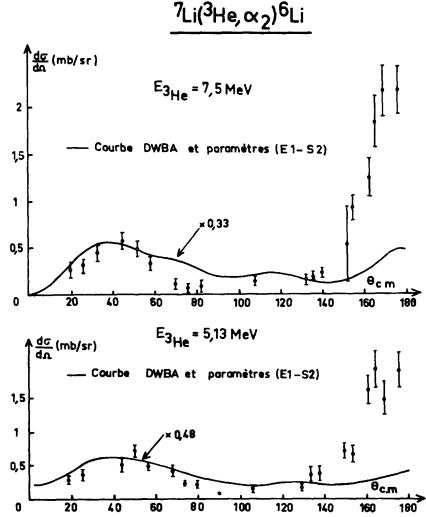 ⁷Li(³He,α₂)⁶Li
dσ/dΩ (mb/sr)
E₃He = 7,5 MeV
2
Courbe DWBA et paramètres (E1-S2)
1,5
1
×0,33
0,5
θc.m
0 20 40 60 80 100 120 140 160 180
E₃He = 5,13 MeV
dσ/dΩ (mb/sr)
Courbe DWBA et paramètres (E1-S2)
1,5
×0,48
1
0,5
θc.m
0 20 40 60 80 100 120 140 160 180